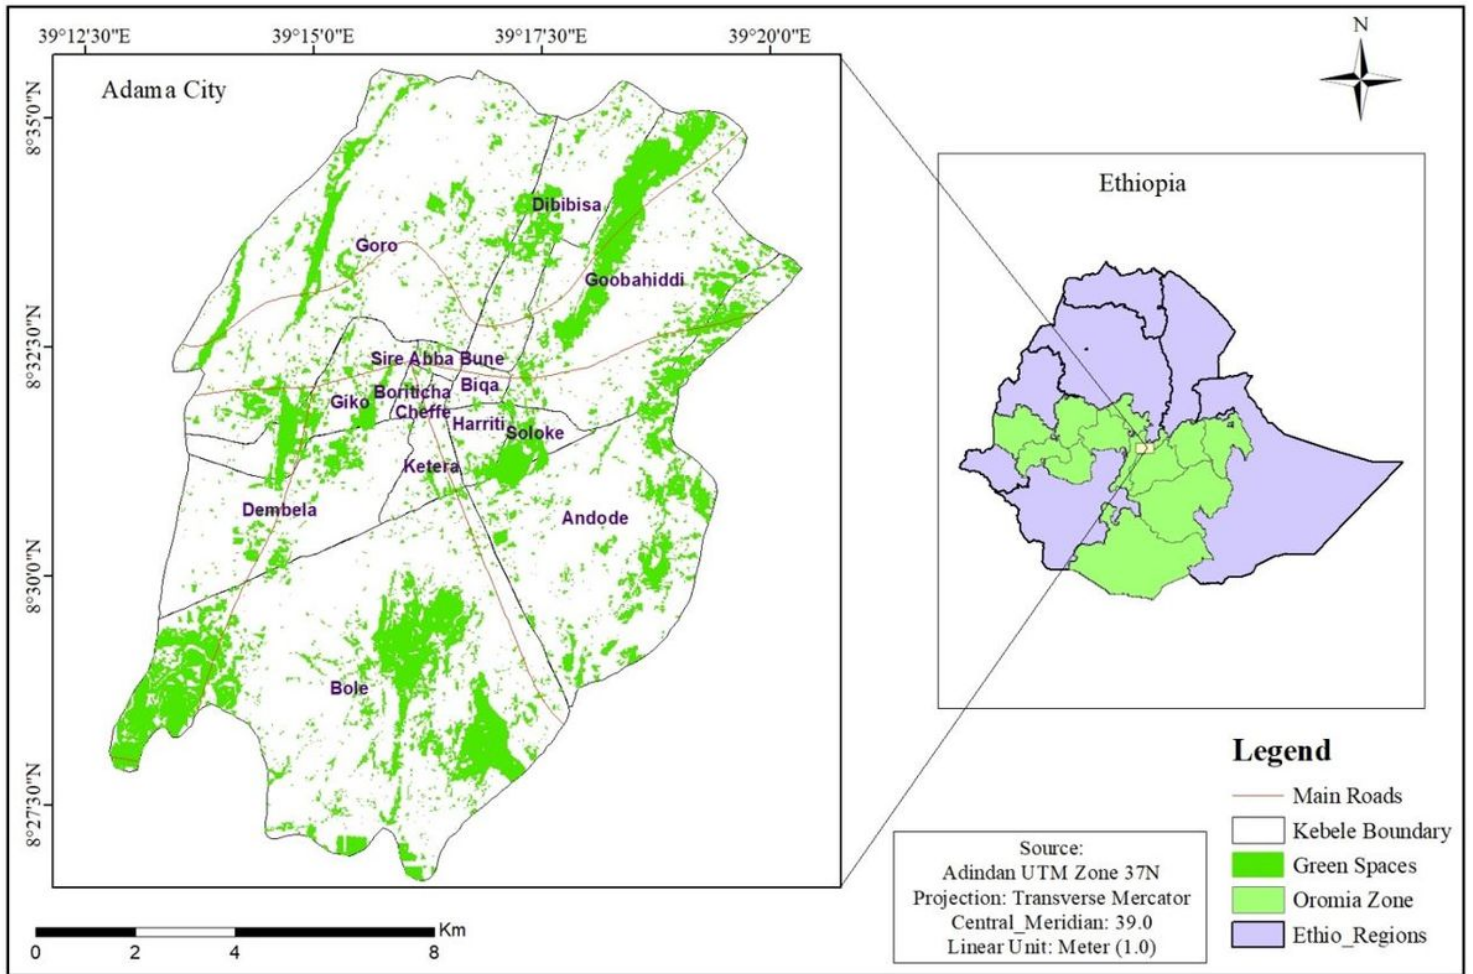 39°12'30"E
39°15'0"E
39°17'30"E
39°20'0"E
N
8°35'0"N
8°32'30"N
8°30'0"N
8°27'30"N
Adama City
Dibibisa
Goro
Goobahiddi
Sire Abba Bune
Biqa
Boriticha
Giko
Cheffe
Harriti
Soloke
Ketera
Dembela
Andode
Bole
Ethiopia
Km
0
2
4
8
Source:
Adindan UTM Zone 37N
Projection: Transverse Mercator
Central_Meridian: 39.0
Linear Unit: Meter (1.0)
Legend
Main Roads
Kebele Boundary
Green Spaces
Oromia Zone
Ethio_Regions